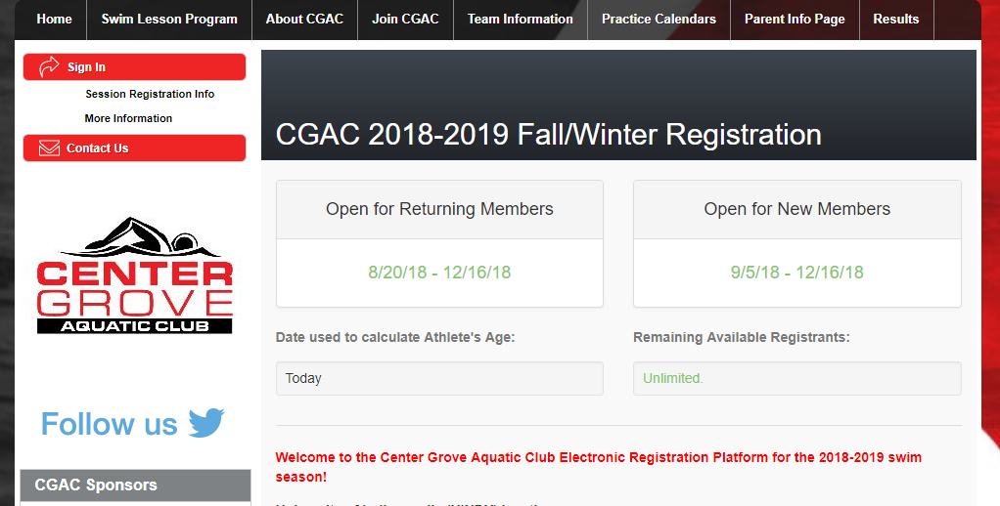 Home
Swim Lesson Program
About CGAC
Join CGAC
Team Information
Practice Calendars
Parent Info Page
Results
Sign In
Session Registration Info
More Information
Contact Us
CENTER
GROVE
AQUATIC CLUB
Follow us
CGAC Sponsors
CGAC 2018-2019 Fall/Winter Registration
Open for Returning Members
8/20/18 - 12/16/18
Open for New Members
9/5/18 - 12/16/18
Date used to calculate Athlete's Age:
Today
Remaining Available Registrants:
Unlimited.
Welcome to the Center Grove Aquatic Club Electronic Registration Platform for the 2018-2019 swim
season!